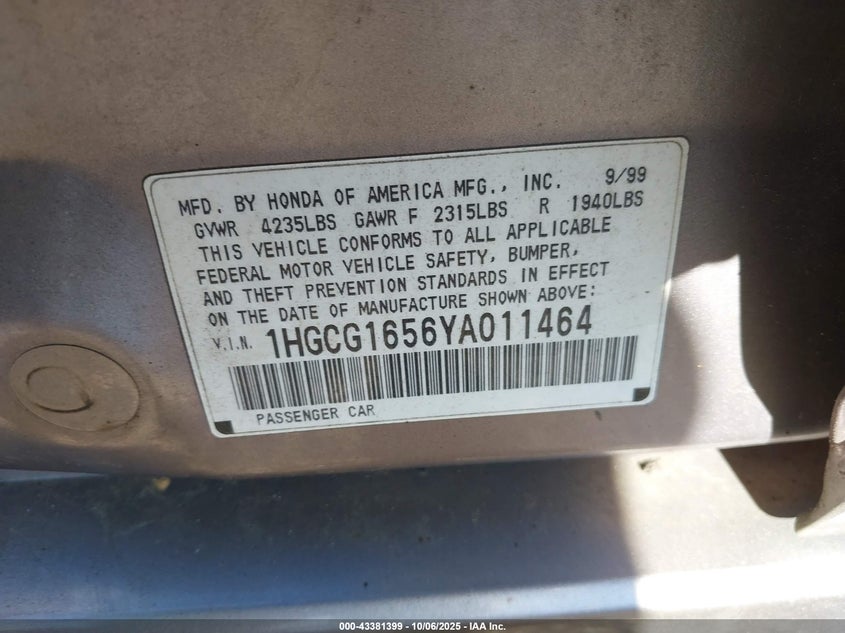 MFD. BY HONDA OF AMERICA MFG., INC. 9/99
GVWR 4235LBS GAWR F 2315LBS R 1940LBS
THIS VEHICLE CONFORMS TO ALL APPLICABLE
FEDERAL MOTOR VEHICLE SAFETY, BUMPER,
AND THEFT PREVENTION STANDARDS IN EFFECT
ON THE DATE OF MANUFACTURE SHOWN ABOVE:
V.I.N. 1HGCG1656YA011464
PASSENGER CAR
000-43381399 - 10/06/2025 - IAA Inc.